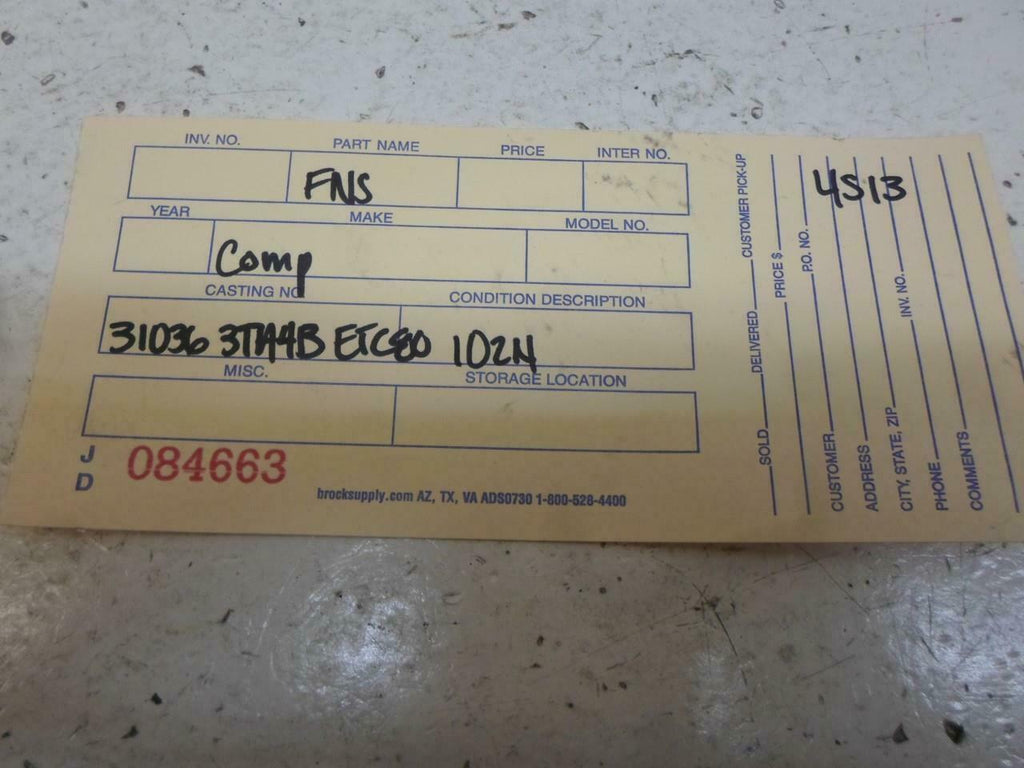 INV. NO. PART NAME PRICE INTER NO.
FNS
YEAR MAKE MODEL NO.
Comp
CASTING NO. CONDITION DESCRIPTION
31036 3TA4B ETC80 102N
MISC. STORAGE LOCATION
J D 084663
brocksupply.com AZ, TX, VA ADS0730 1-800-528-4400
SOLD DELIVERED CUSTOMER PICK-UP
PRICE $
P.O. NO.
4S13
CUSTOMER
ADDRESS
CITY, STATE, ZIP INV. NO.
PHONE
COMMENTS